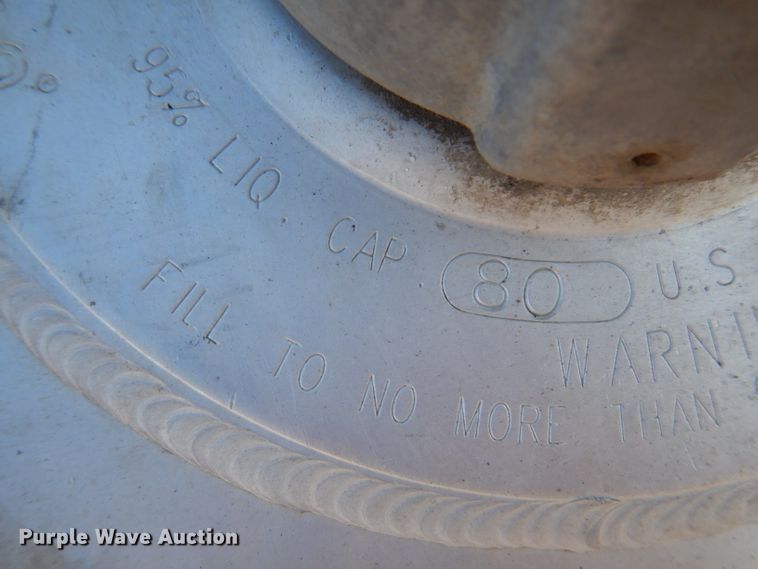 95% LIQ. CAP. 80 U.S
WARNI
FILL TO NO MORE THAN
Purple Wave Auction